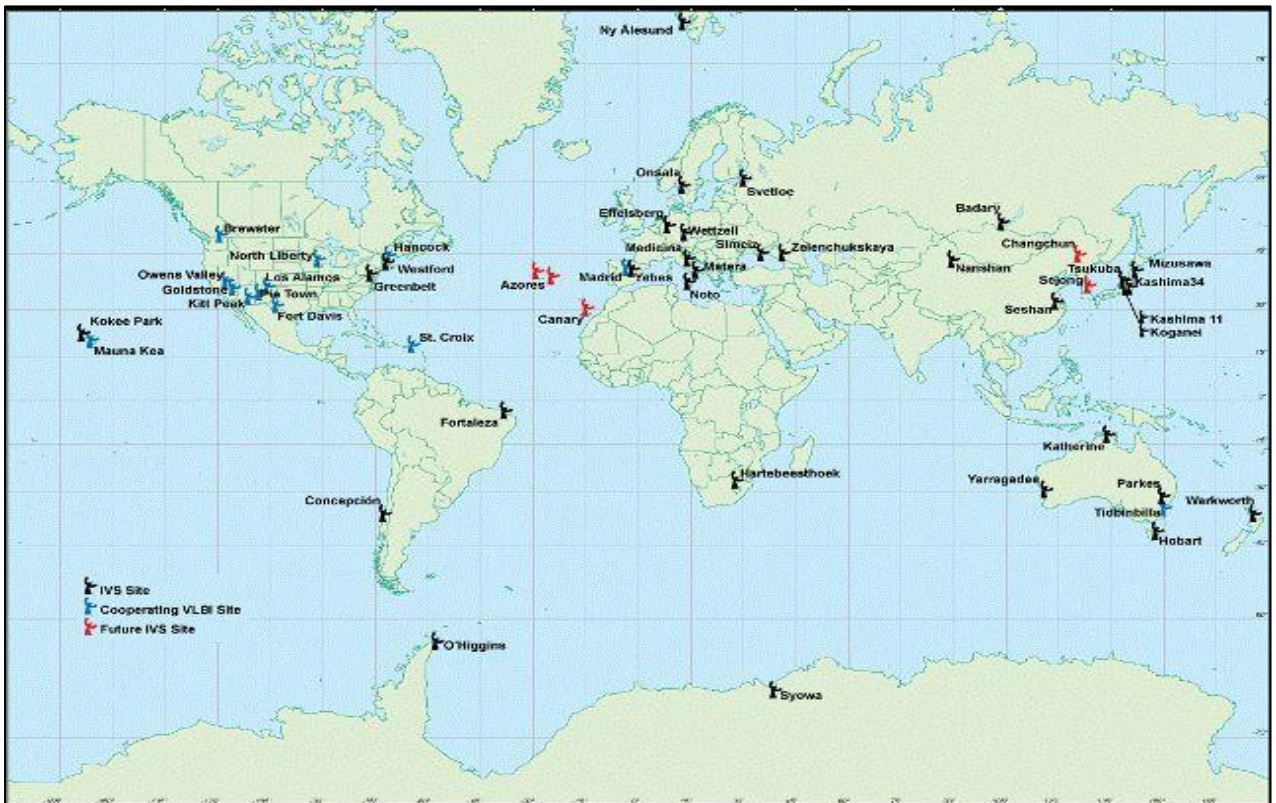 Ny Alesund
Onsala
Svetloe
Effelsberg
Wettzell
Badary
Brewster
Medicina
Simeiz
Zelenchukskaya
Changchun
Hancock
North Liberty
Westford
Nanshan
Tsukuba
Mizusawa
Owens Valley
Los Alamos
Madrid
Yebes
Matera
Goldstone
Pie Town
Greenbelt
Azores
Noto
Sejong
Kashima34
Kitt Peak
Fort Davis
Canary
Seshan
Kashima 11
Kokee Park
Koganei
Mauna Kea
St. Croix
Fortaleza
Katherine
Hartebeesthoek
Yarragadee
Parkes
Concepción
Warkworth
Tidbinbilla
Hobart
IVS Site
Cooperating VLBI Site
Future IVS Site
O'Higgins
Syowa